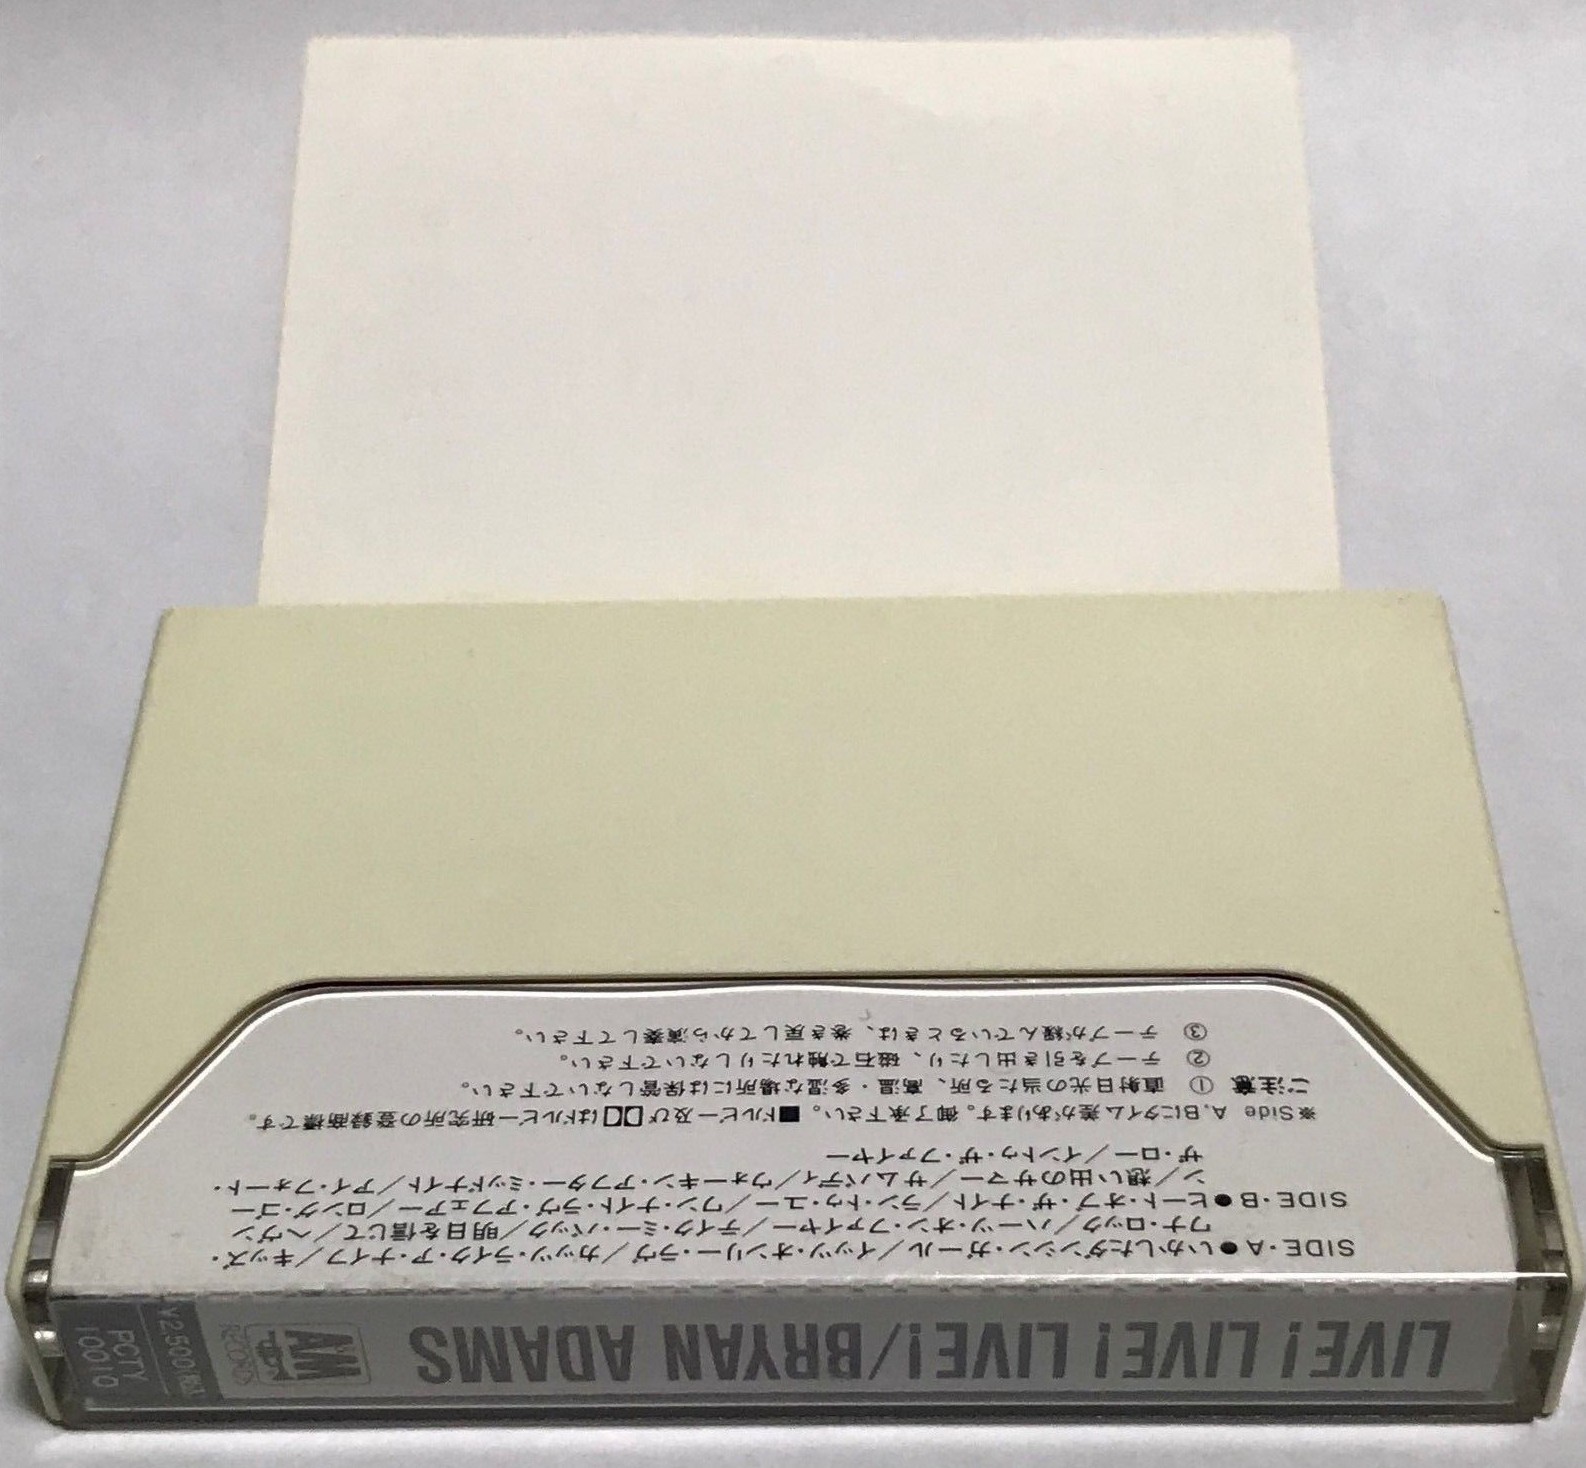 LIVE! LIVE! LIVE!/BRYAN ADAMS
A&M
RECORDS
¥2,500(税込)
PCTY
10010
SIDE・A●いかしたダンシン・ガール/イッツ・オンリー・ラヴ/カッツ・ライク・ア・ナイフ/キッズ・
ワナ・ロック/ハーツ・オン・ファイヤー/テイク・ミー・バック/明日を信じて/ヘヴン
SIDE・B●ヒート・オブ・ザ・ナイト/ラン・トゥ・ユー/ワン・ナイト・ラヴ・アフェアー/ロング・ゴー
ン/想い出のサマー/サムバディ/ウォーキン・アフター・ミッドナイト/アイ・フォート・
ザ・ロー/イントゥ・ザ・ファイヤー
※Side A,Bにタイム差があります。御了承下さい。■ドルビー及びはドルビー研究所の登録商標です。
ご注意 ① 直射日光の当たる所、高温・多湿な場所には保管しないで下さい。
② テープを引き出したり、磁石で触れたりしないで下さい。
③ テープが緩んでいるときは、巻き戻してから演奏して下さい。